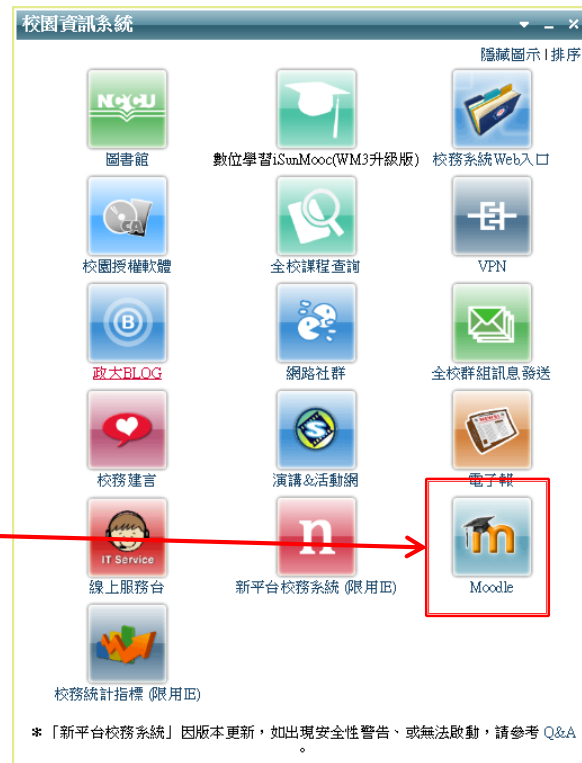 校園資訊系統
隱藏圖示 | 排序
NCCU
圖書館
數位學習iSunMooc(WM3升級版)
校務系統Web入口
CA
校園授權軟體
全校課程查詢
VPN
B
政大BLOG
網路社群
全校群組訊息發送
校務建言
S
演講&活動網
NEWS
電子報
IT Service
線上服務台
n
新平台校務系統 (限用IE)
m
Moodle
校務統計指標 (限用IE)
*「新平台校務系統」因版本更新，如出現安全性警告、或無法啟動，請參考 Q&A
。